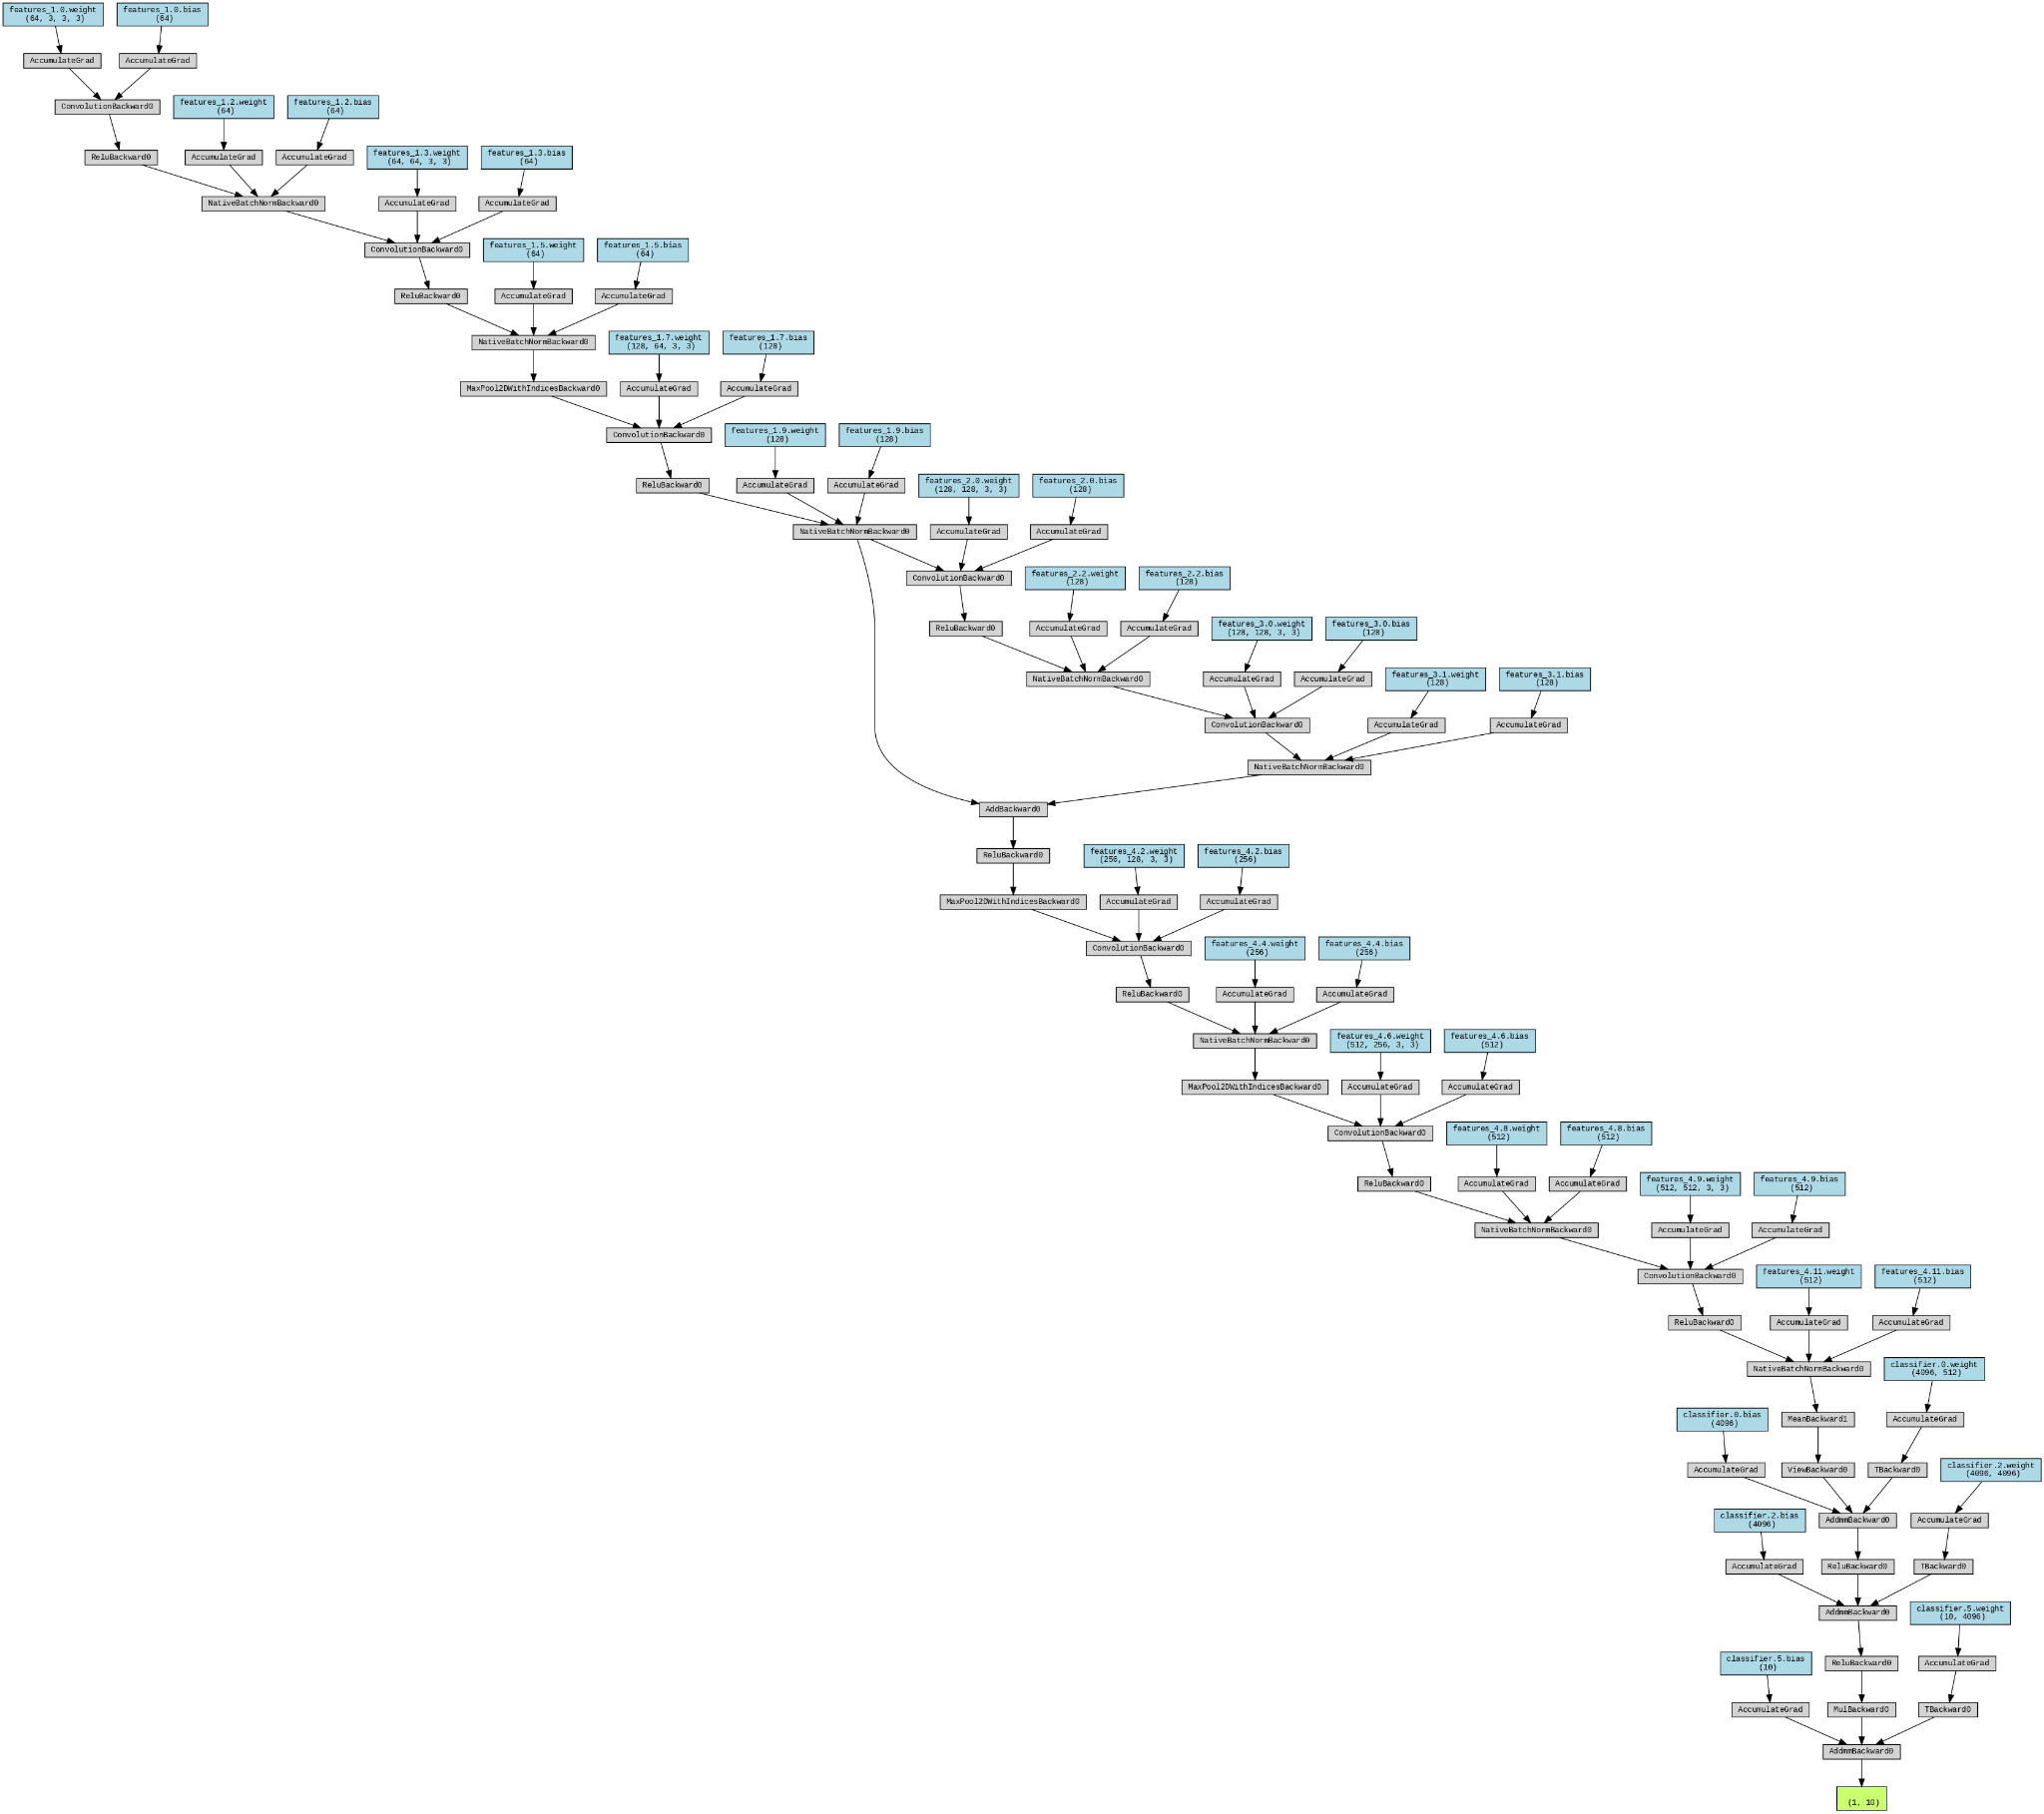 features_1.0.weight
(64, 3, 3, 3)
features_1.0.bias
(64)
AccumulateGrad
AccumulateGrad
ConvolutionBackward0
features_1.2.weight
(64)
features_1.2.bias
(64)
ReluBackward0
AccumulateGrad
AccumulateGrad
features_1.3.weight
(64, 64, 3, 3)
features_1.3.bias
(64)
NativeBatchNormBackward0
AccumulateGrad
AccumulateGrad
ConvolutionBackward0
features_1.5.weight
(64)
features_1.5.bias
(64)
ReluBackward0
AccumulateGrad
AccumulateGrad
NativeBatchNormBackward0
features_1.7.weight
(128, 64, 3, 3)
features_1.7.bias
(128)
MaxPool2DWithIndicesBackward0
AccumulateGrad
AccumulateGrad
ConvolutionBackward0
features_1.9.weight
(128)
features_1.9.bias
(128)
ReluBackward0
AccumulateGrad
AccumulateGrad
features_2.0.weight
(128, 128, 3, 3)
features_2.0.bias
(128)
NativeBatchNormBackward0
AccumulateGrad
AccumulateGrad
ConvolutionBackward0
features_2.2.weight
(128)
features_2.2.bias
(128)
ReluBackward0
AccumulateGrad
AccumulateGrad
features_3.0.weight
(128, 128, 3, 3)
features_3.0.bias
(128)
NativeBatchNormBackward0
AccumulateGrad
AccumulateGrad
features_3.1.weight
(128)
features_3.1.bias
(128)
ConvolutionBackward0
AccumulateGrad
AccumulateGrad
NativeBatchNormBackward0
AddBackward0
ReluBackward0
features_4.2.weight
(256, 128, 3, 3)
features_4.2.bias
(256)
MaxPool2DWithIndicesBackward0
AccumulateGrad
AccumulateGrad
ConvolutionBackward0
features_4.4.weight
(256)
features_4.4.bias
(256)
ReluBackward0
AccumulateGrad
AccumulateGrad
NativeBatchNormBackward0
features_4.6.weight
(512, 256, 3, 3)
features_4.6.bias
(512)
MaxPool2DWithIndicesBackward0
AccumulateGrad
AccumulateGrad
ConvolutionBackward0
features_4.8.weight
(512)
features_4.8.bias
(512)
ReluBackward0
AccumulateGrad
AccumulateGrad
features_4.9.weight
(512, 512, 3, 3)
features_4.9.bias
(512)
NativeBatchNormBackward0
AccumulateGrad
AccumulateGrad
ConvolutionBackward0
features_4.11.weight
(512)
features_4.11.bias
(512)
ReluBackward0
AccumulateGrad
AccumulateGrad
NativeBatchNormBackward0
classifier.0.weight
(4096, 512)
classifier.0.bias
(4096)
MeanBackward1
AccumulateGrad
AccumulateGrad
ViewBackward0
TBackward0
classifier.2.weight
(4096, 4096)
classifier.2.bias
(4096)
AddmmBackward0
AccumulateGrad
AccumulateGrad
ReluBackward0
TBackward0
AddmmBackward0
classifier.5.weight
(10, 4096)
classifier.5.bias
(10)
ReluBackward0
AccumulateGrad
AccumulateGrad
MulBackward0
TBackward0
AddmmBackward0
(1, 10)